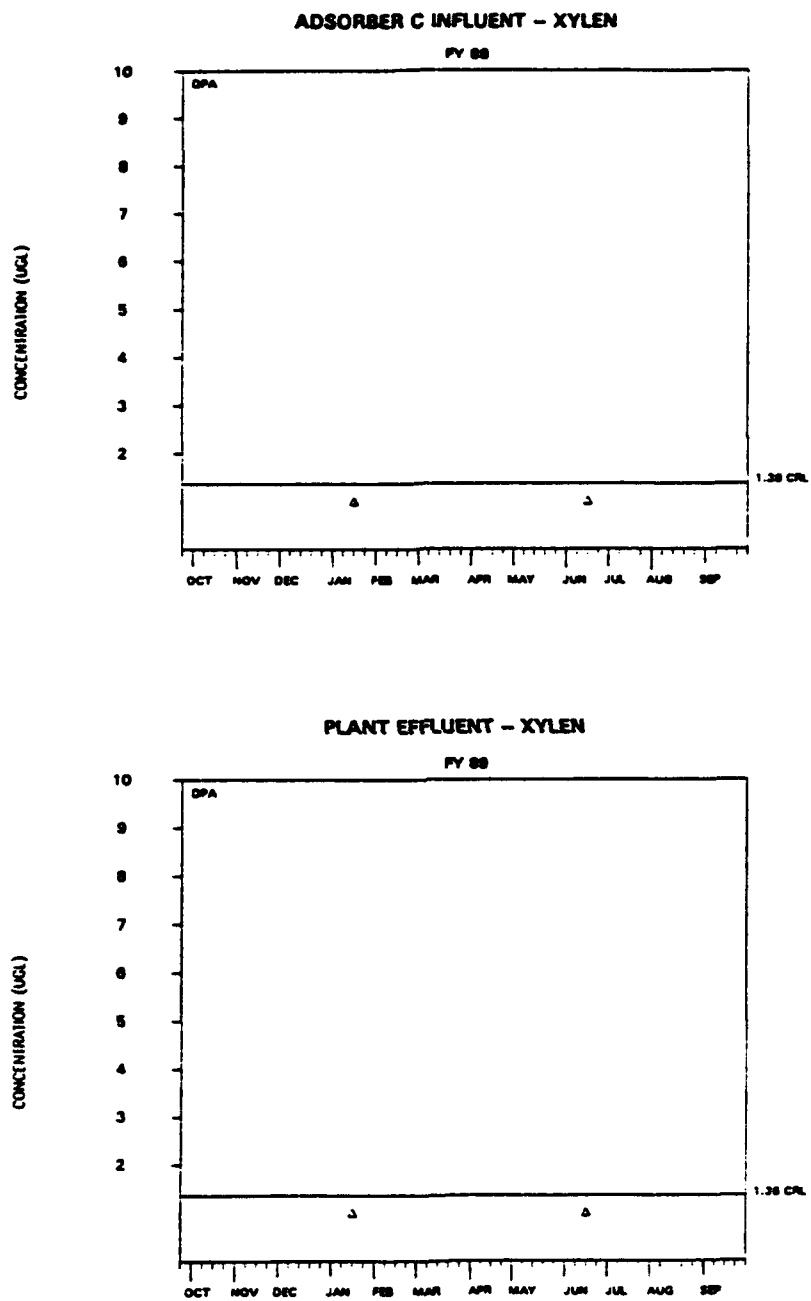 ADSORBER C INFLUENT – XYLEN
FY 89
DPA
10
9
8
7
6
5
4
3
2
CONCENTRATION (UGL)
1.36 CRL
OCT NOV DEC JAN FEB MAR APR MAY JUN JUL AUG SEP
PLANT EFFLUENT – XYLEN
FY 89
DPA
10
9
8
7
6
5
4
3
2
CONCENTRATION (UGL)
1.36 CRL
OCT NOV DEC JAN FEB MAR APR MAY JUN JUL AUG SEP